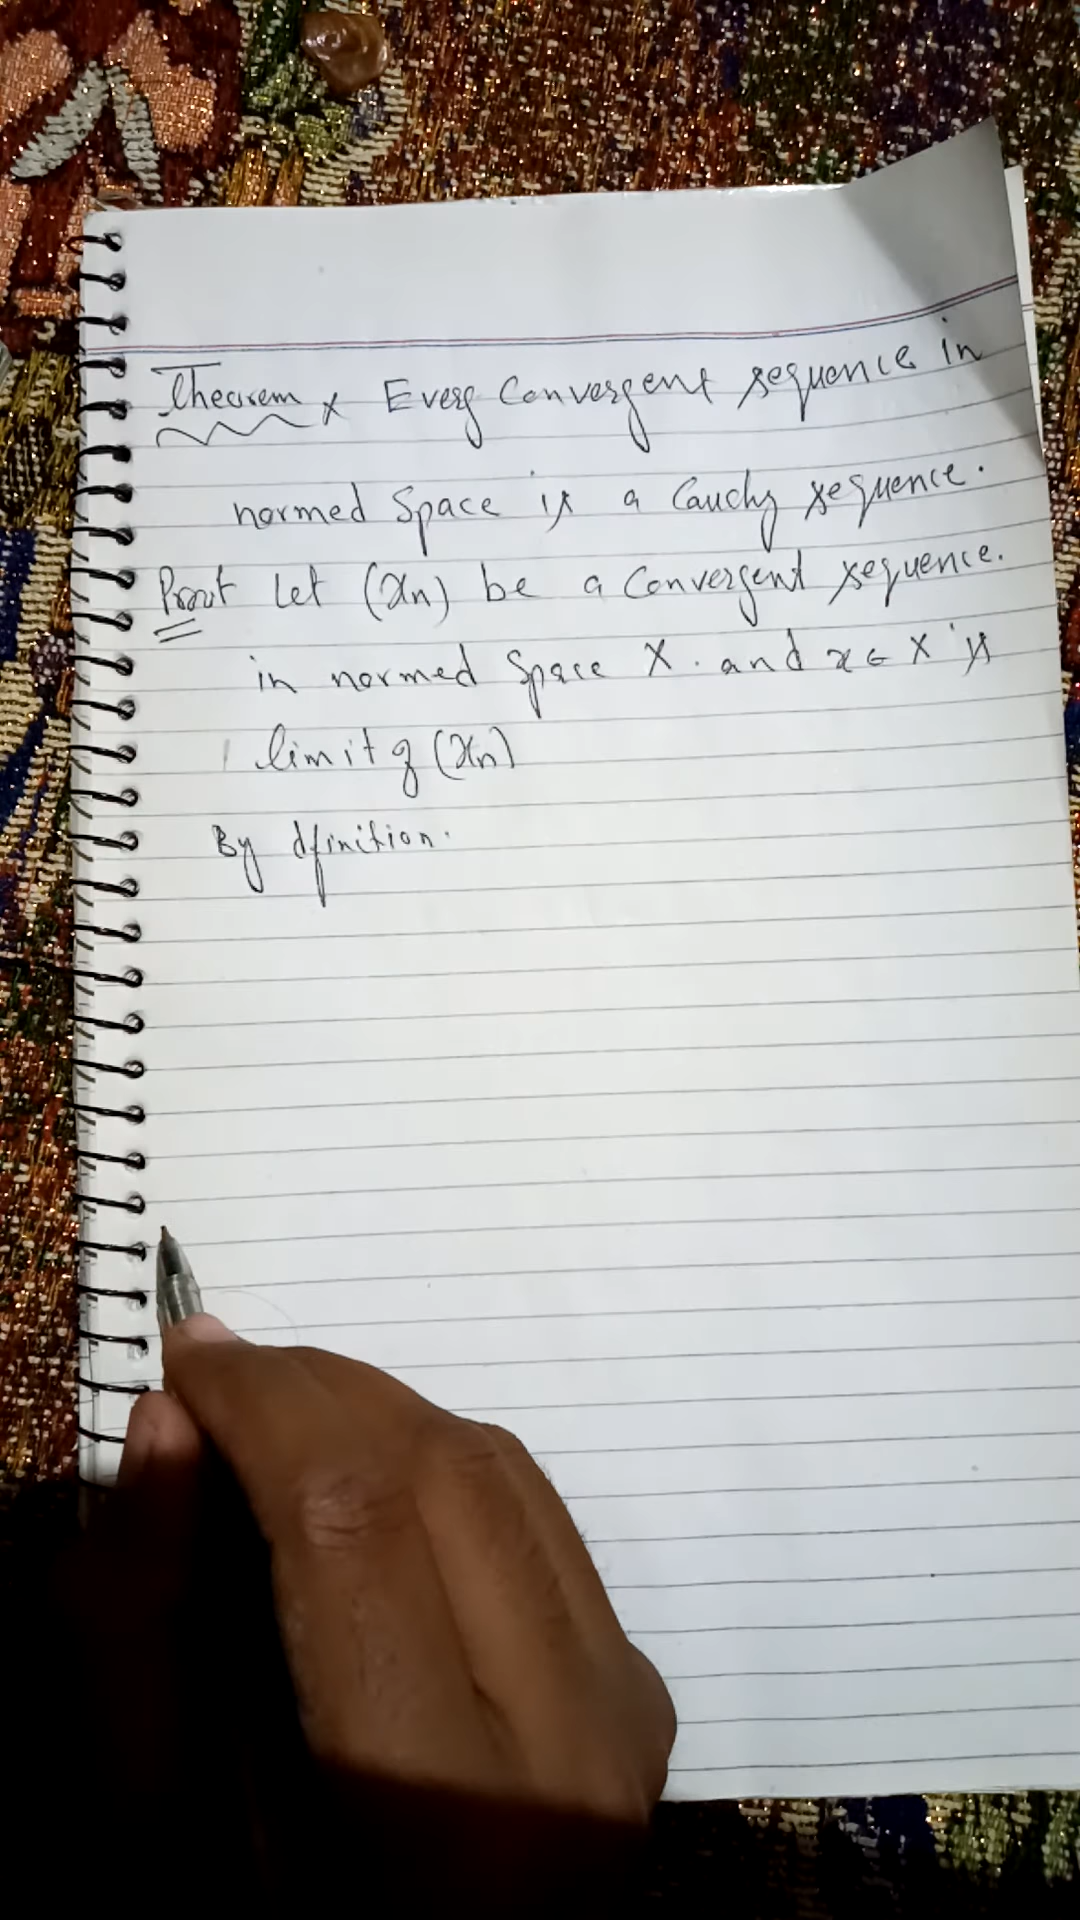 Theorem x Every Convergent sequence in
normed Space is a Cauchy sequence.
Proof Let (xn) be a Convergent sequence.
in normed Space X. and x ∈ X is
limit of (xn)
By dfinition.